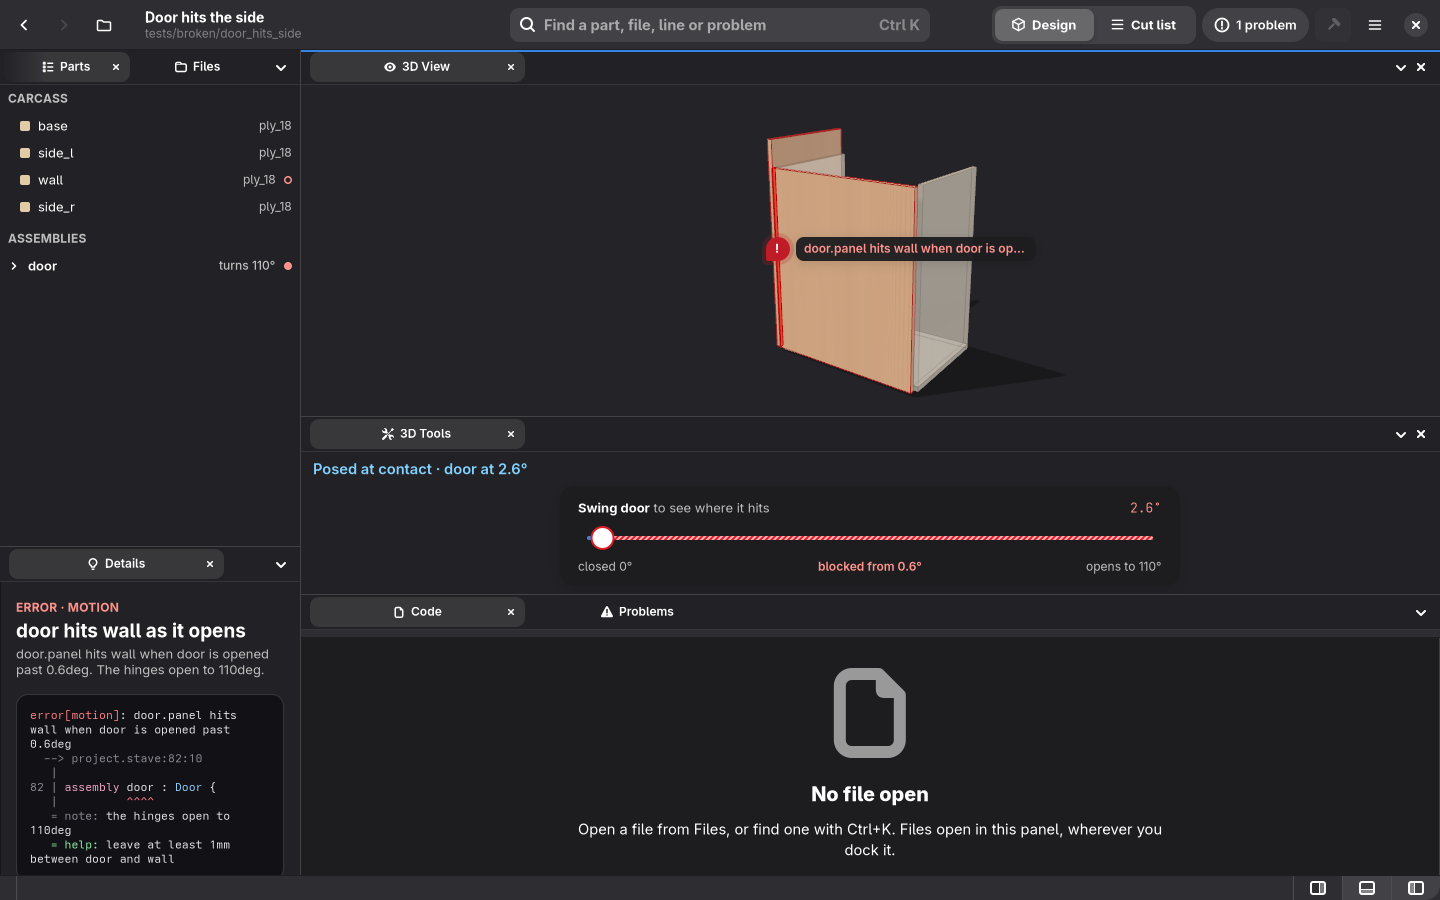 Door hits the side
tests/broken/door_hits_side
Find a part, file, line or problem
Ctrl K
Design
Cut list
1 problem
Parts
Files
3D View
CARCASS
base
ply_18
side_l
ply_18
wall
ply_18
side_r
ply_18
ASSEMBLIES
door
turns 110°
!
door.panel hits wall when door is op...
3D Tools
Posed at contact · door at 2.6°
Swing door to see where it hits
2.6°
closed 0°
blocked from 0.6°
opens to 110°
Details
ERROR · MOTION
door hits wall as it opens
door.panel hits wall when door is opened
past 0.6deg. The hinges open to 110deg.
error[motion]: door.panel hits
wall when door is opened past
0.6deg
--> project.stave:82:10
|
82 | assembly door : Door {
| ^^^^
= note: the hinges open to
110deg
= help: leave at least 1mm
between door and wall
Code
Problems
No file open
Open a file from Files, or find one with Ctrl+K. Files open in this panel, wherever you
dock it.